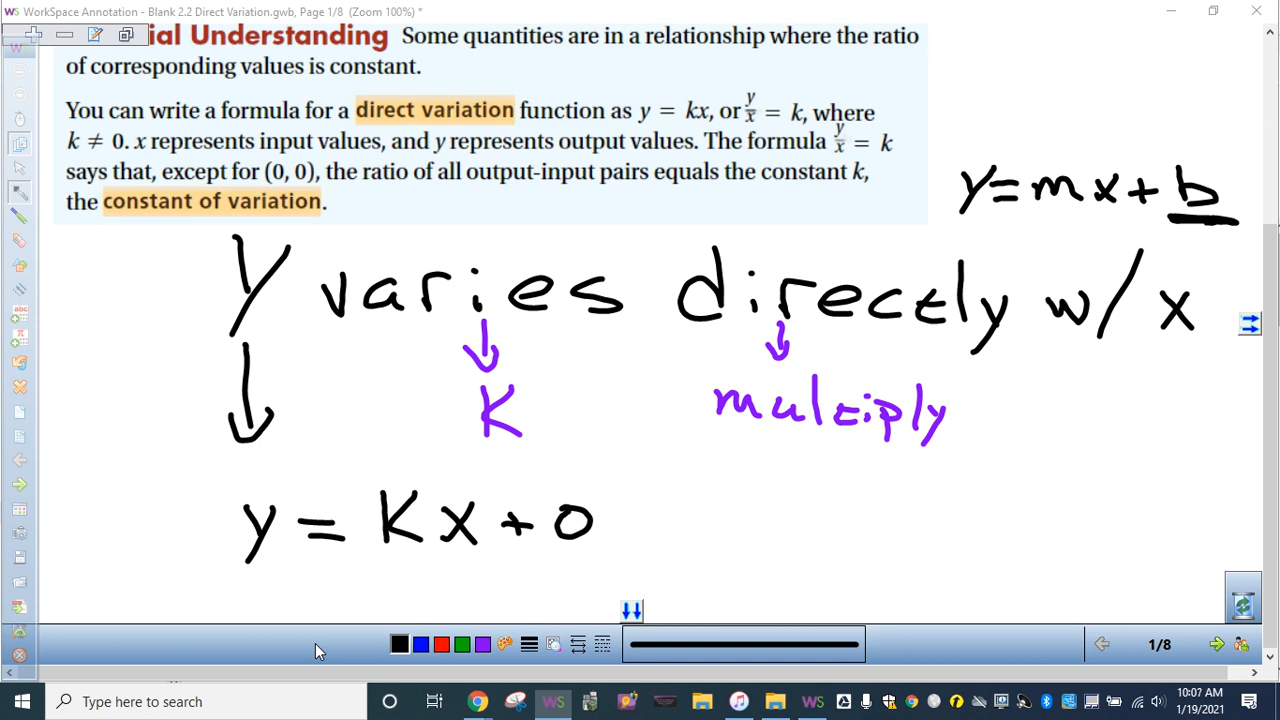 WorkSpace Annotation - Blank 2.2 Direct Variation.gwb, Page 1/8 (Zoom 100%) *
ial Understanding Some quantities are in a relationship where the ratio
of corresponding values is constant.
You can write a formula for a direct variation function as y = kx, or y/x = k, where
k ≠ 0. x represents input values, and y represents output values. The formula y/x = k
says that, except for (0, 0), the ratio of all output-input pairs equals the constant k,
the constant of variation.
y=mx+b
Y varies directly w/ x
K multiply
y = Kx + 0
abc
1/8
Type here to search
WS
WS
10:07 AM
1/19/2021